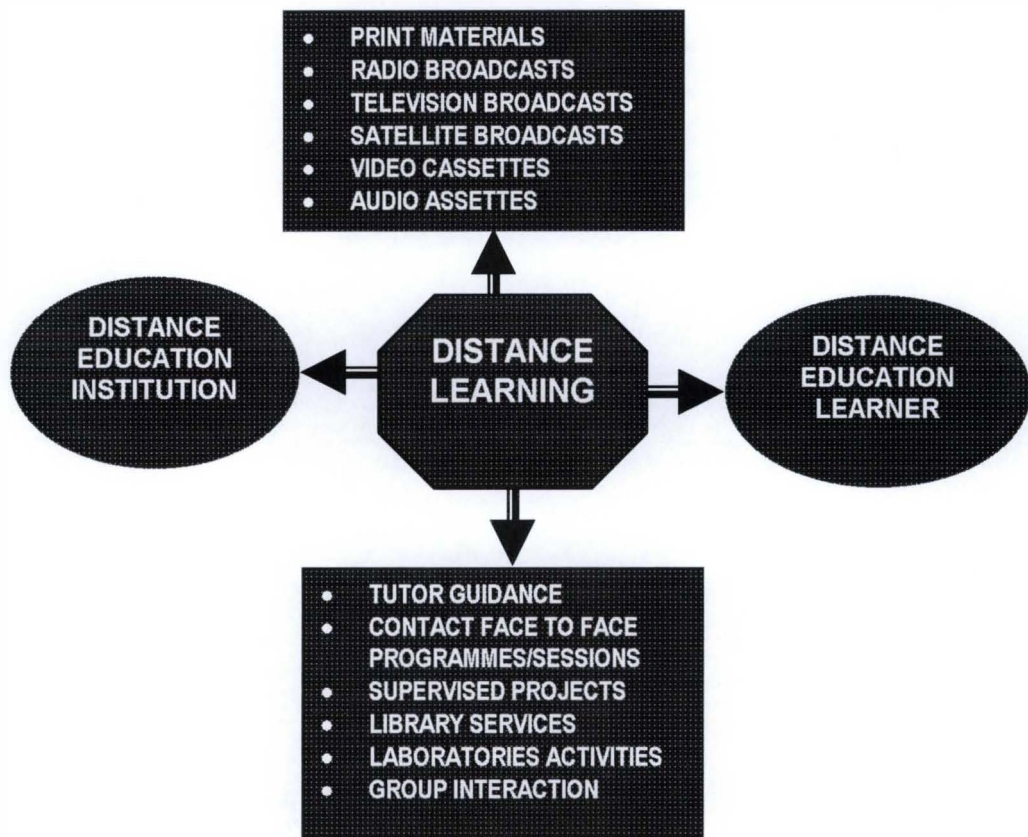 • PRINT MATERIALS
• RADIO BROADCASTS
• TELEVISION BROADCASTS
• SATELLITE BROADCASTS
• VIDEO CASSETTES
• AUDIO ASSETTES
DISTANCE
EDUCATION
INSTITUTION
DISTANCE
LEARNING
DISTANCE
EDUCATION
LEARNER
• TUTOR GUIDANCE
• CONTACT FACE TO FACE
PROGRAMMES/SESSIONS
• SUPERVISED PROJECTS
• LIBRARY SERVICES
• LABORATORIES ACTIVITIES
• GROUP INTERACTION